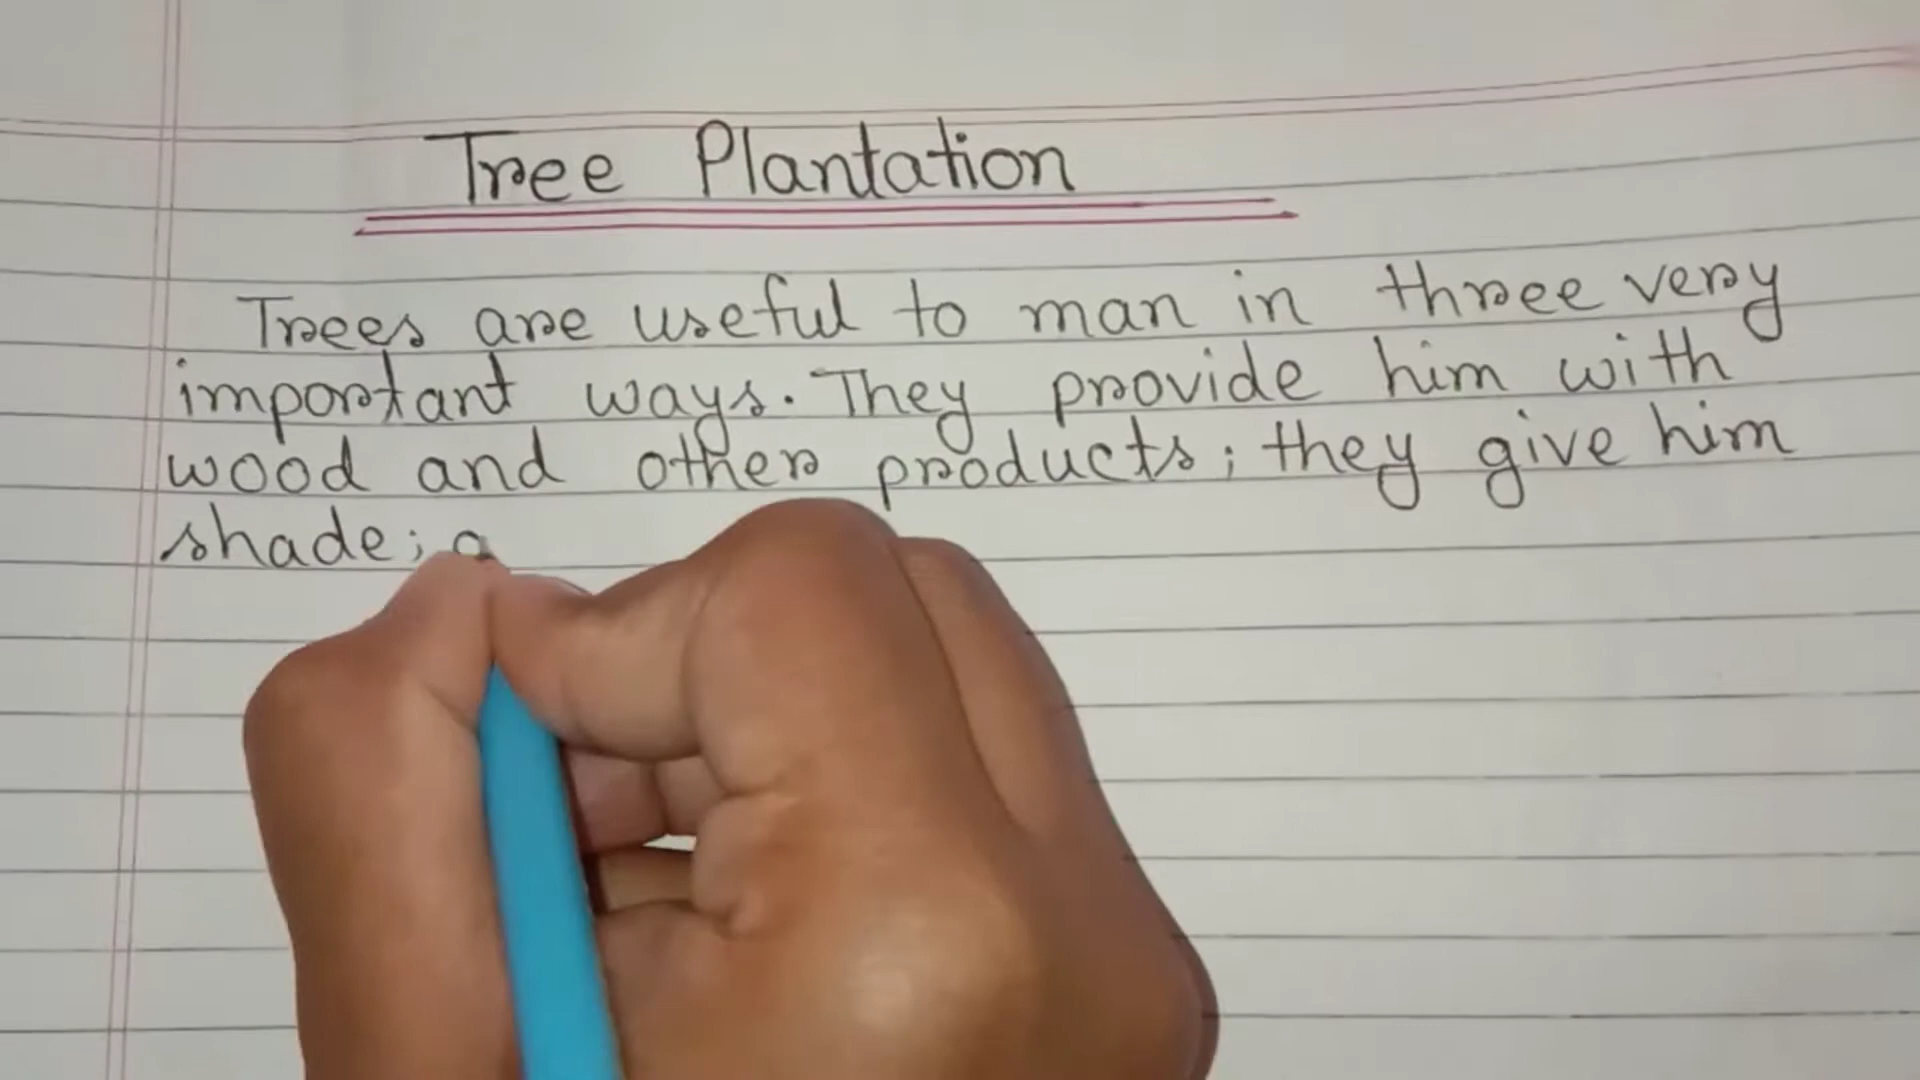 Tree Plantation
Trees are useful to man in three very
important ways. They provide him with
wood and other products; they give him
shade; a